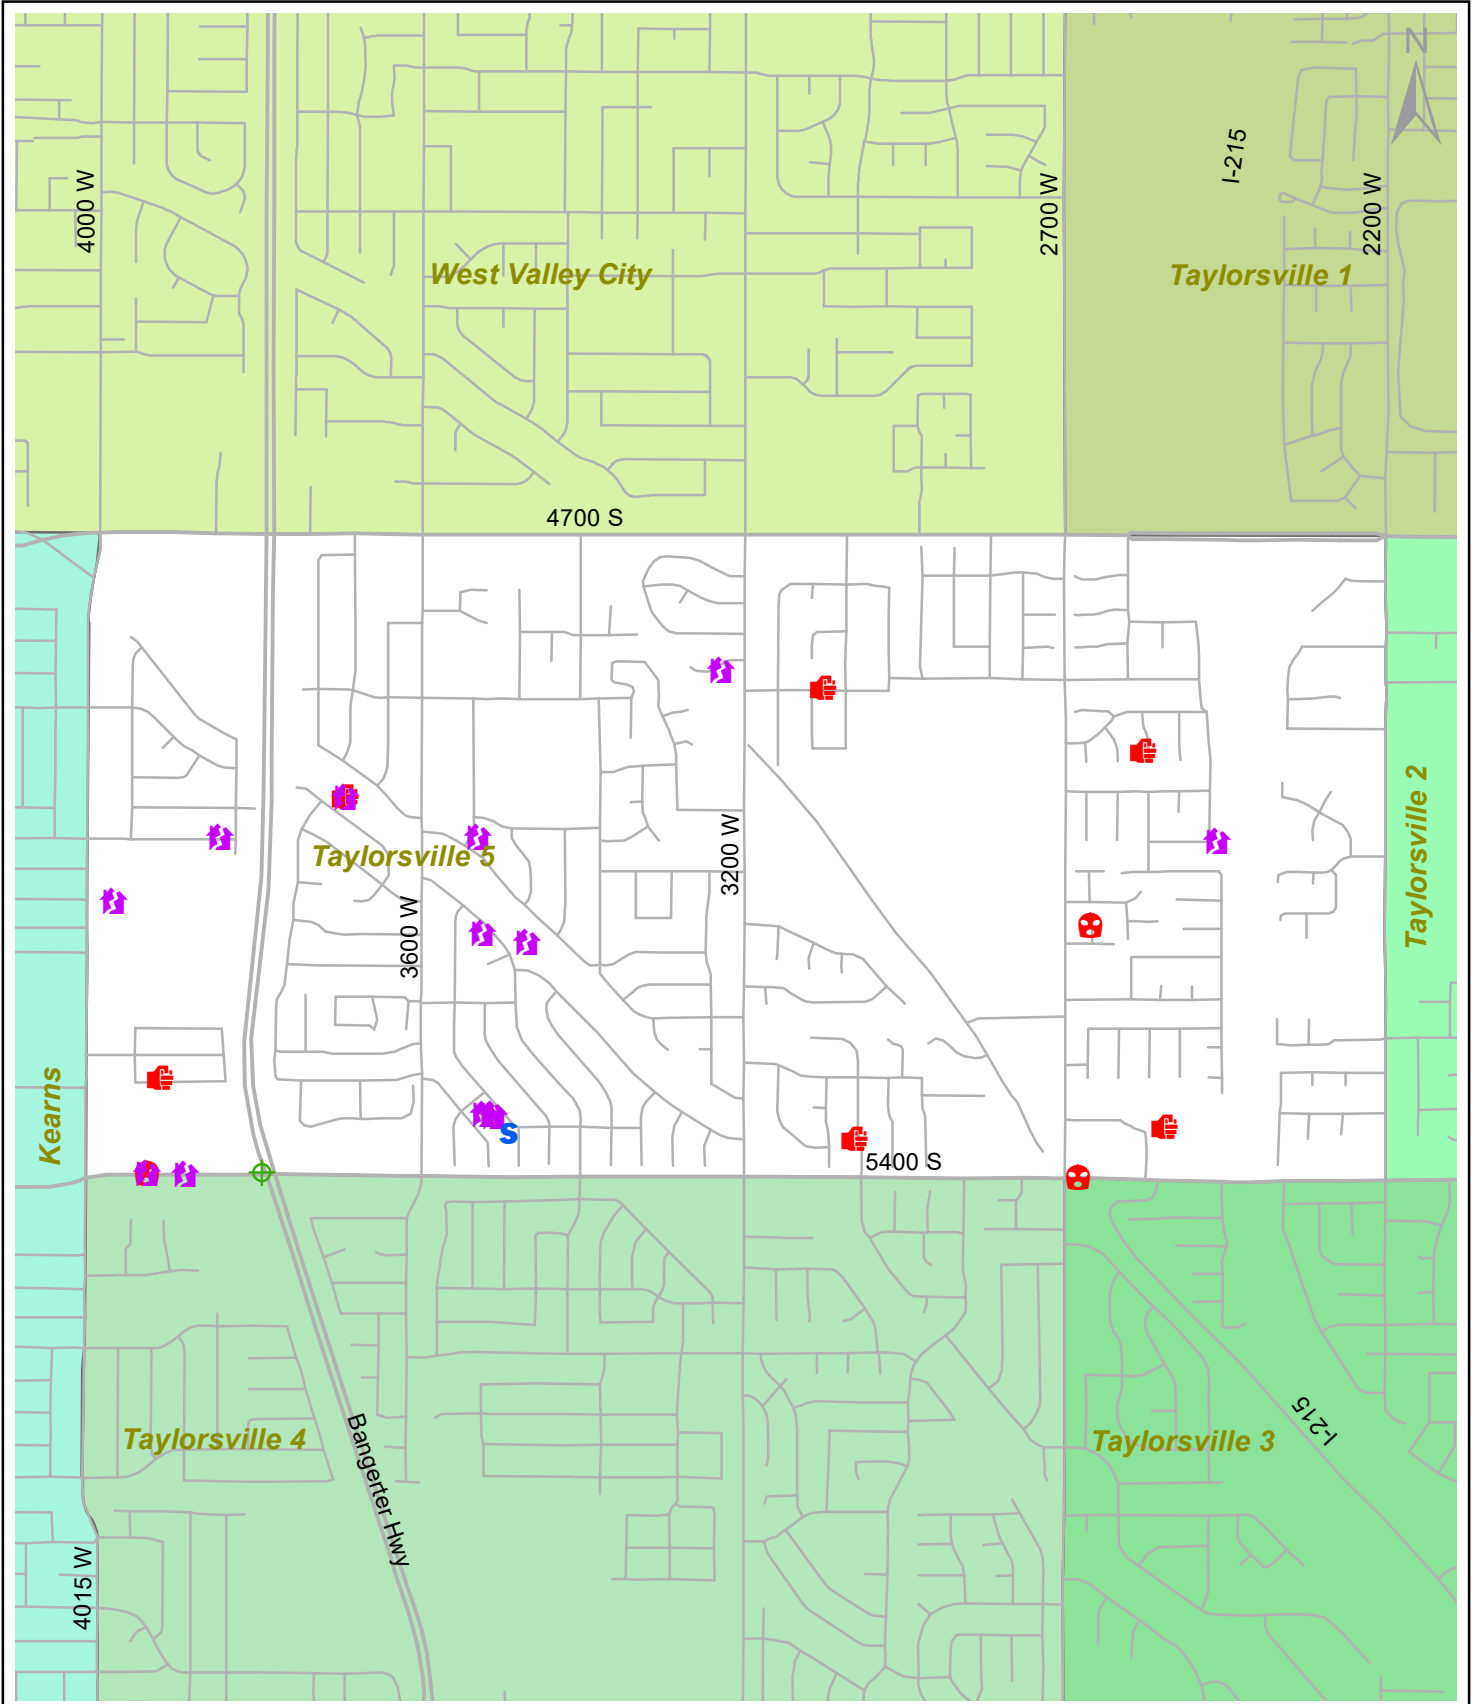 N
I-215
4000 W
2700 W
2200 W
West Valley City
Taylorsville 1
4700 S
Taylorsville 2
Taylorsville 5
3200 W
3600 W
Kearns
S
5400 S
Taylorsville 4
Bangerter Hwy
Taylorsville 3
I-215
4015 W